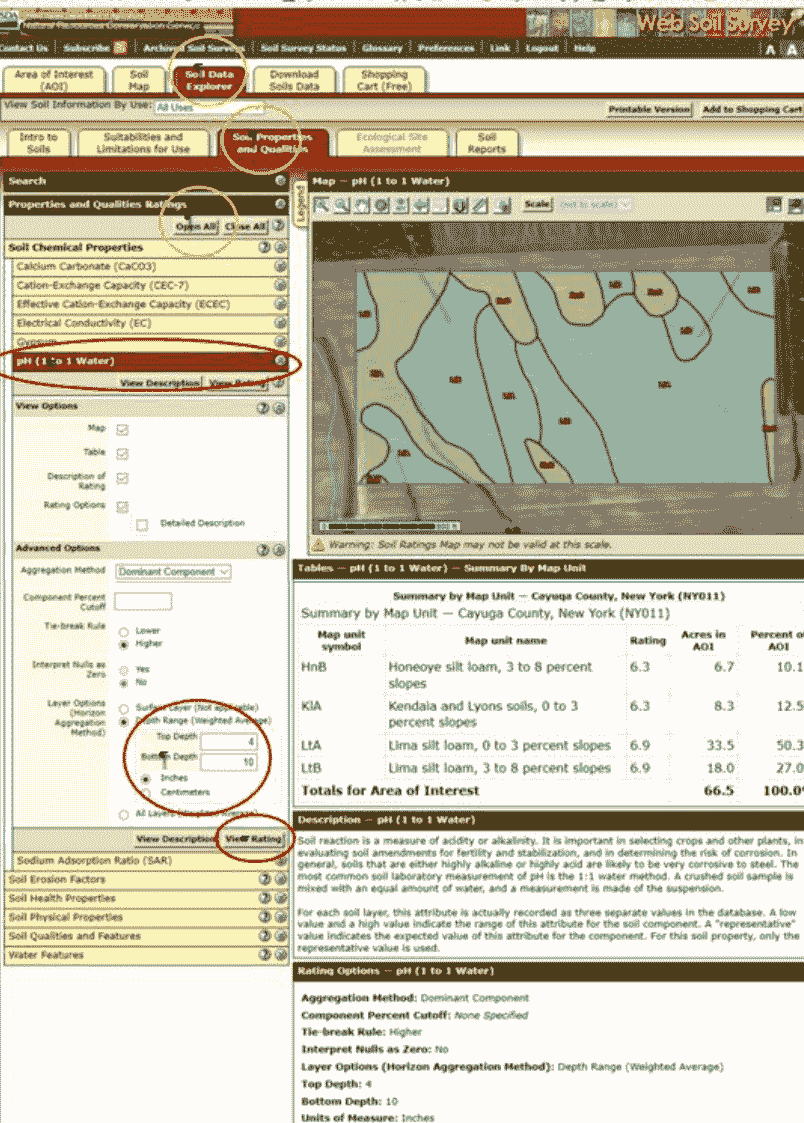 Natural Resources Conservation Service
Web Soil Survey
Contact Us Subscribe Archived Soil Surveys Soil Survey Status Glossary Preferences Link Logout Help A A
Area of Interest (AOI)
Soil Map
Soil Data Explorer
Download Soils Data
Shopping Cart (Free)
View Soil Information By Use: All Uses
Printable Version Add to Shopping Cart
Intro to Soils
Suitabilities and Limitations for Use
Soil Properties and Qualities
Ecological Site Assessment
Soil Reports
Search
Properties and Qualities Ratings
Open All Close All
Soil Chemical Properties
Calcium Carbonate (CaCO3)
Cation-Exchange Capacity (CEC-7)
Effective Cation-Exchange Capacity (ECEC)
Electrical Conductivity (EC)
Gypsum
pH (1 to 1 Water)
View Description View Rating
View Options
Map
Table
Description of
Rating
Rating Options
Detailed Description
Advanced Options
Aggregation Method Dominant Component
Component Percent
Cutoff
Tie-break Rule
Lower
Higher
Interpret Nulls as
Zero
Yes
No
Layer Options
(Horizon
Aggregation
Method)
Surface Layer (Not applicable)
Depth Range (Weighted Average)
Top Depth 4
Bottom Depth 10
Inches
Centimeters
All Layers (Weighted Average)
View Description View Rating
Sodium Adsorption Ratio (SAR)
Soil Erosion Factors
Soil Health Properties
Soil Physical Properties
Soil Qualities and Features
Water Features
Legend
Map — pH (1 to 1 Water)
Scale (not to scale)
Warning: Soil Ratings Map may not be valid at this scale.
Tables — pH (1 to 1 Water) — Summary By Map Unit
Summary by Map Unit — Cayuga County, New York (NY011)
Summary by Map Unit — Cayuga County, New York (NY011)
Map unit symbol Map unit name Rating Acres in AOI Percent of AOI
HnB Honeoye silt loam, 3 to 8 percent slopes 6.3 6.7 10.1
KlA Kendaia and Lyons soils, 0 to 3 percent slopes 6.3 8.3 12.5
LtA Lima silt loam, 0 to 3 percent slopes 6.9 33.5 50.3
LtB Lima silt loam, 3 to 8 percent slopes 6.9 18.0 27.0
Totals for Area of Interest 66.5 100.0%
Description — pH (1 to 1 Water)
Soil reaction is a measure of acidity or alkalinity. It is important in selecting crops and other plants, in
evaluating soil amendments for fertility and stabilization, and in determining the risk of corrosion. In
general, soils that are either highly alkaline or highly acid are likely to be very corrosive to steel. The
most common soil laboratory measurement of pH is the 1:1 water method. A crushed soil sample is
mixed with an equal amount of water, and a measurement is made of the suspension.
For each soil layer, this attribute is actually recorded as three separate values in the database. A low
value and a high value indicate the range of this attribute for the soil component. A "representative"
value indicates the expected value of this attribute for the component. For this soil property, only the
representative value is used.
Rating Options — pH (1 to 1 Water)
Aggregation Method: Dominant Component
Component Percent Cutoff: None Specified
Tie-break Rule: Higher
Interpret Nulls as Zero: No
Layer Options (Horizon Aggregation Method): Depth Range (Weighted Average)
Top Depth: 4
Bottom Depth: 10
Units of Measure: Inches